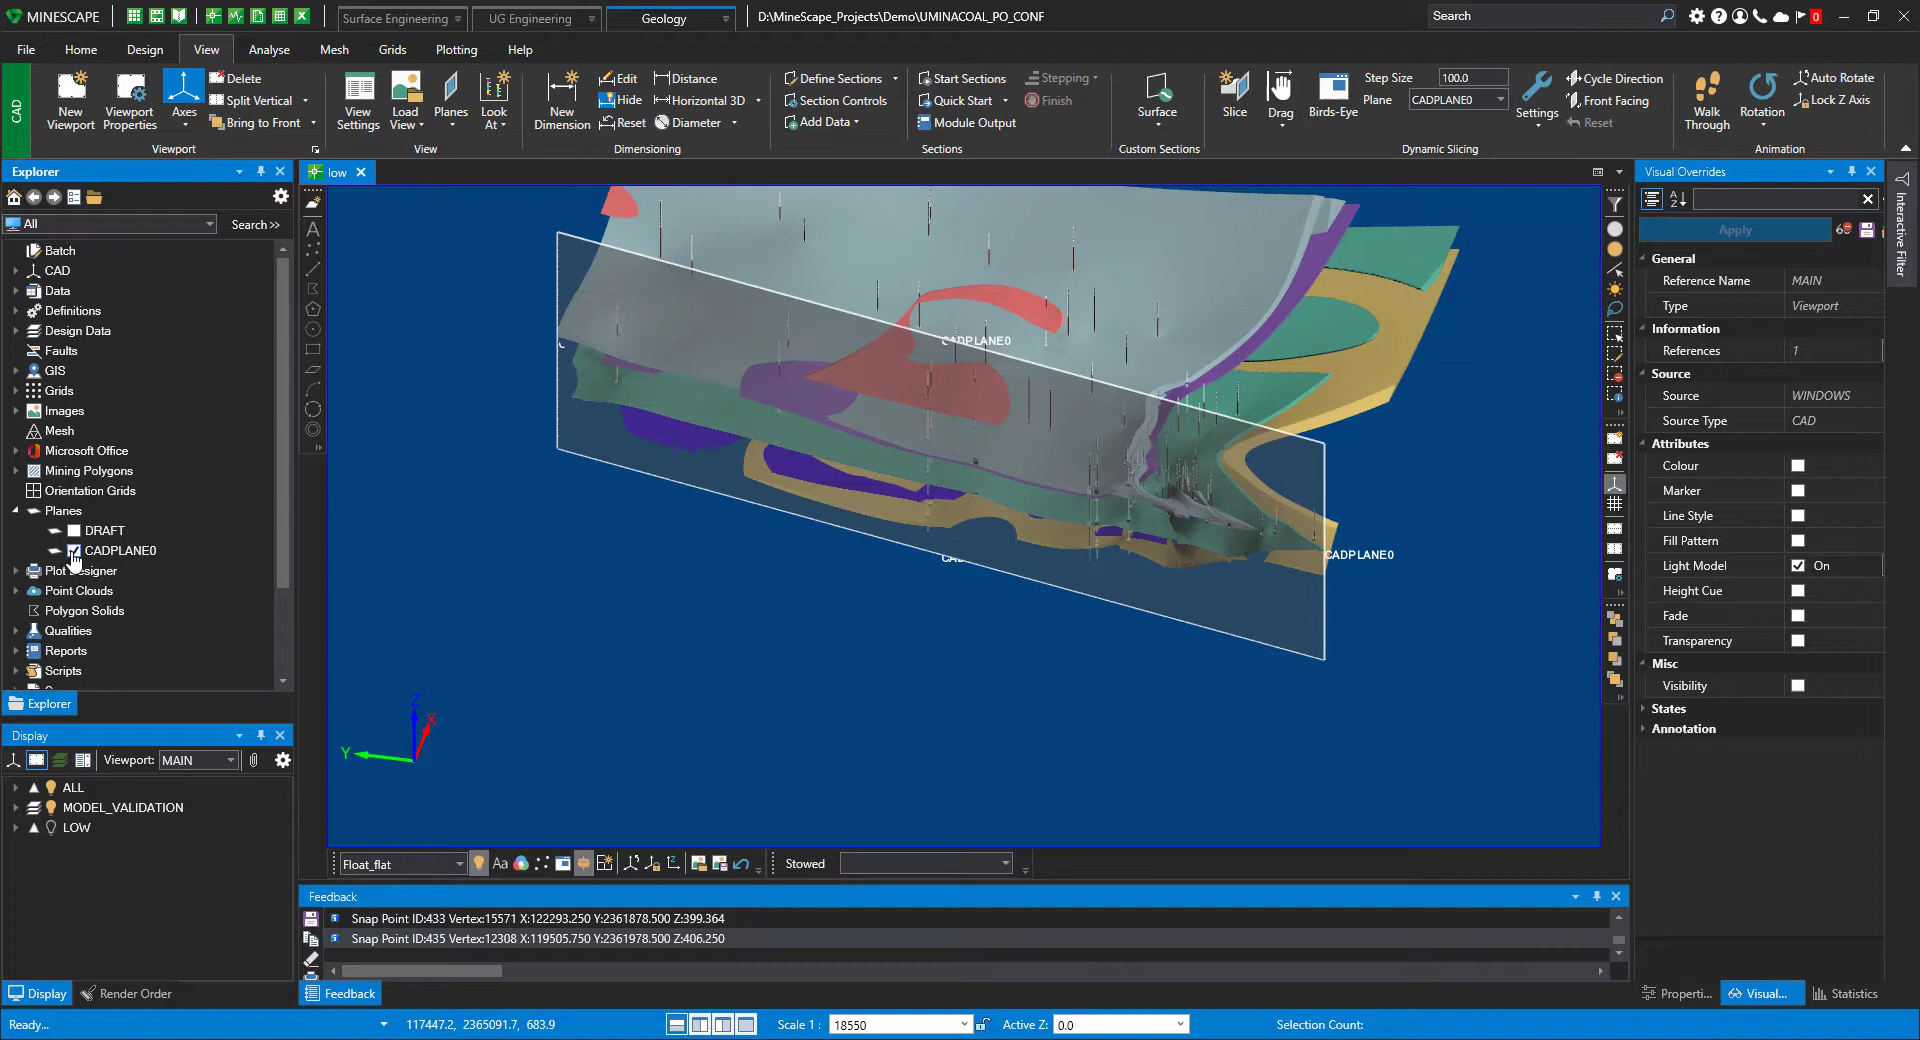 MINESCAPE
Surface Engineering
UG Engineering
Geology
D:\MineScape_Projects\Demo\UMINACOAL_PO_CONF
Search
0
File Home Design View Analyse Mesh Grids Plotting Help
CAD
New Viewport
Viewport Properties
Axes
Delete
Split Vertical
Bring to Front
Viewport
View Settings
Load View
Planes
Look At
View
New Dimension
Edit
Hide
Reset
Distance
Horizontal 3D
Diameter
Dimensioning
Define Sections
Section Controls
Add Data
Start Sections
Quick Start
Module Output
Stepping
Finish
Sections
Surface
Custom Sections
Slice
Drag
Birds-Eye
Step Size 100.0
Plane CADPLANE0
Settings
Cycle Direction
Front Facing
Reset
Dynamic Slicing
Walk Through
Rotation
Auto Rotate
Lock Z Axis
Animation
Explorer
All
Search >>
Batch
CAD
Data
Definitions
Design Data
Faults
GIS
Grids
Images
Mesh
Microsoft Office
Mining Polygons
Orientation Grids
Planes
DRAFT
CADPLANE0
Plot Designer
Point Clouds
Polygon Solids
Qualities
Reports
Scripts
Explorer
Display
Viewport: MAIN
ALL
MODEL_VALIDATION
LOW
Display
Render Order
low
CADPLANE0
CADPLANE0
Z
X
Y
Float_flat
Aa
Stowed
Feedback
Snap Point ID:433 Vertex:15571 X:122293.250 Y:2361878.500 Z:399.364
Snap Point ID:435 Vertex:12308 X:119505.750 Y:2361978.500 Z:406.250
Feedback
Visual Overrides
Apply
General
Reference Name MAIN
Type Viewport
Information
References 1
Source
Source WINDOWS
Source Type CAD
Attributes
Colour
Marker
Line Style
Fill Pattern
Light Model On
Height Cue
Fade
Transparency
Misc
Visibility
States
Annotation
Interactive Filter
Properti...
Visual...
Statistics
Ready...
117447.2, 2365091.7, 683.9
Scale 1 : 18550
Active Z: 0.0
Selection Count: